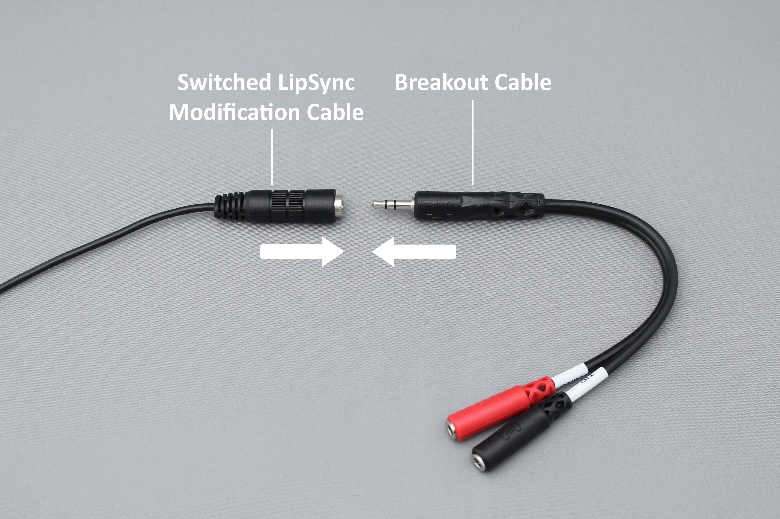 Switched LipSync
Modification Cable
Breakout Cable